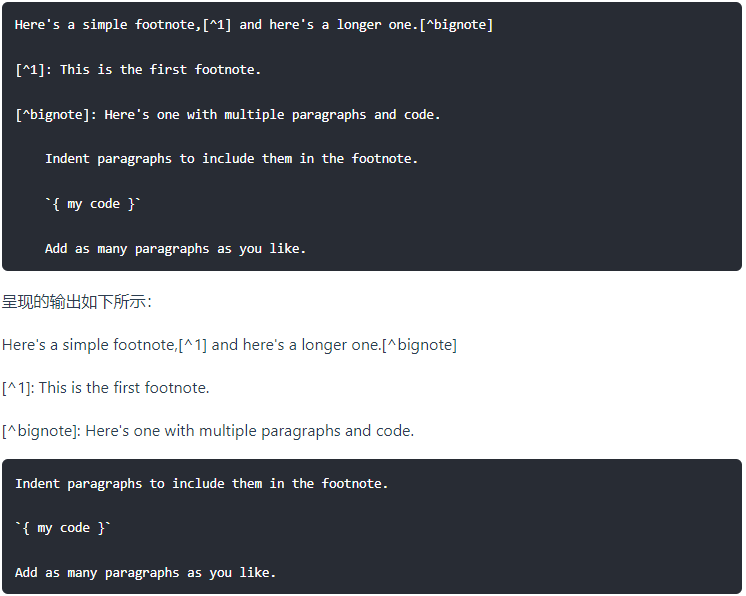 Here's a simple footnote,[^1] and here's a longer one.[^bignote]
[^1]: This is the first footnote.
[^bignote]: Here's one with multiple paragraphs and code.
Indent paragraphs to include them in the footnote.
`{ my code }`
Add as many paragraphs as you like.
呈现的输出如下所示：
Here's a simple footnote,[^1] and here's a longer one.[^bignote]
[^1]: This is the first footnote.
[^bignote]: Here's one with multiple paragraphs and code.
Indent paragraphs to include them in the footnote.
`{ my code }`
Add as many paragraphs as you like.